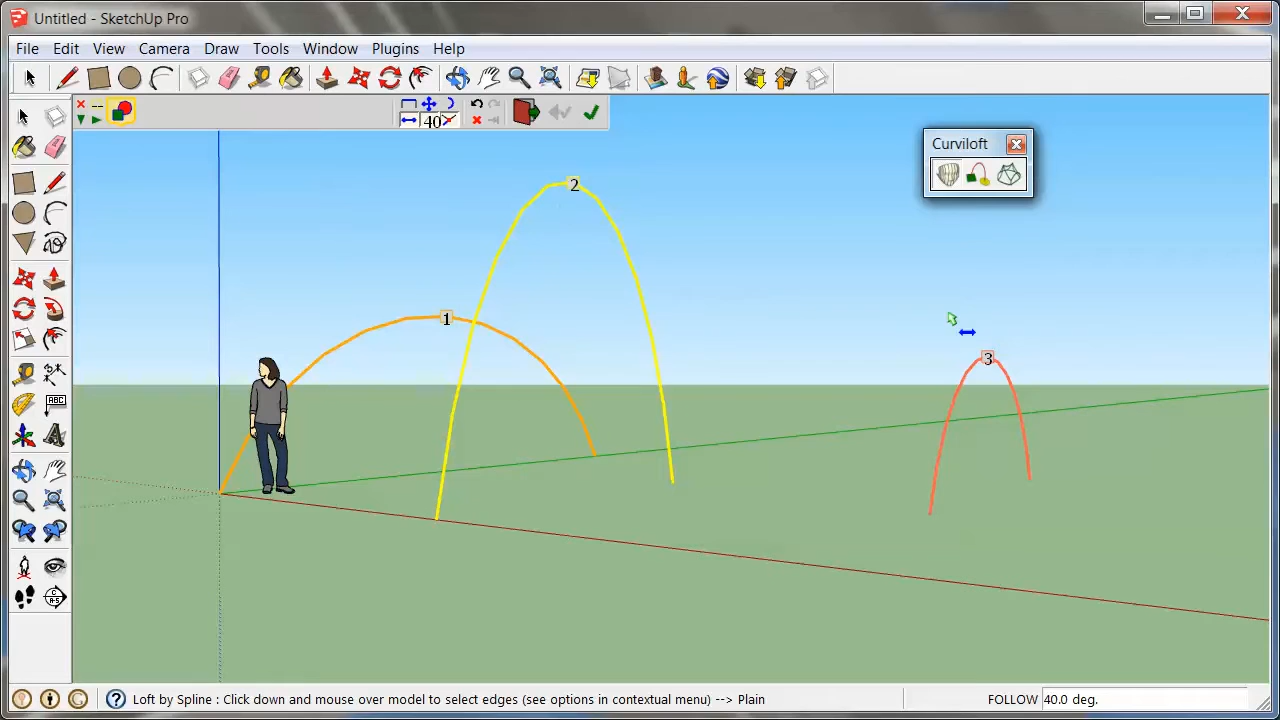 Untitled - SketchUp Pro
File Edit View Camera Draw Tools Window Plugins Help
40
Curviloft
2
1
3
ABC
Loft by Spline : Click down and mouse over model to select edges (see options in contextual menu) --> Plain
FOLLOW 40.0 deg.